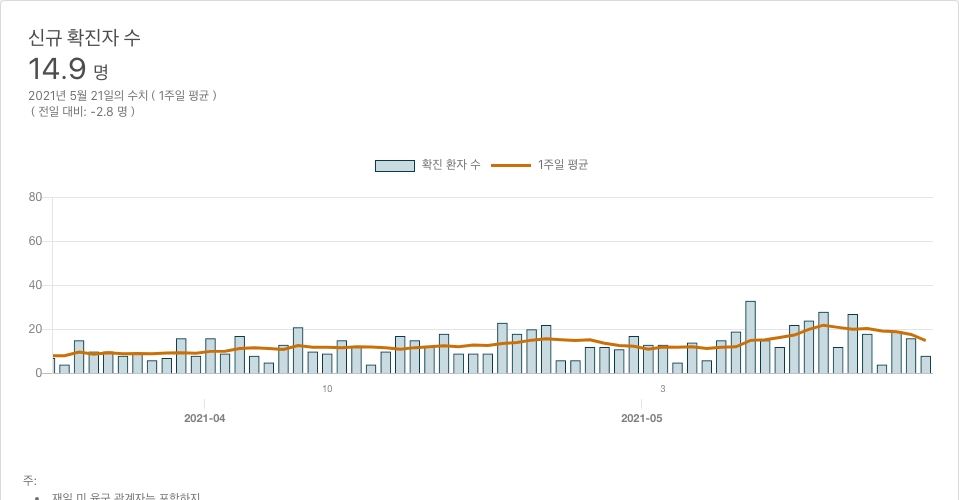 신규 확진자 수
14.9 명
2021년 5월 21일의 수치 ( 1주일 평균 )
( 전일 대비: -2.8 명 )
확진 환자 수 1주일 평균
80
60
40
20
0
10 3
2021-04 2021-05
주:
• 재일 미 육군 관계자는 포함하지